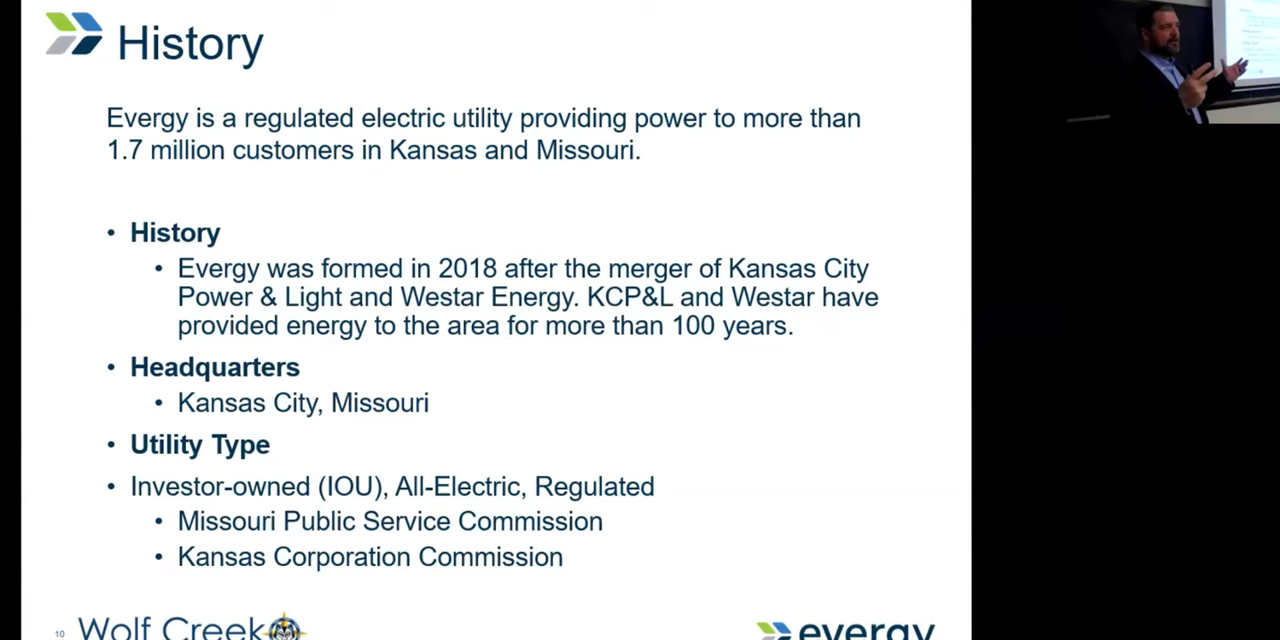 History
Evergy is a regulated electric utility providing power to more than
1.7 million customers in Kansas and Missouri.
• History
• Evergy was formed in 2018 after the merger of Kansas City
Power & Light and Westar Energy. KCP&L and Westar have
provided energy to the area for more than 100 years.
• Headquarters
• Kansas City, Missouri
• Utility Type
• Investor-owned (IOU), All-Electric, Regulated
• Missouri Public Service Commission
• Kansas Corporation Commission
10 Wolf Creek
evergy